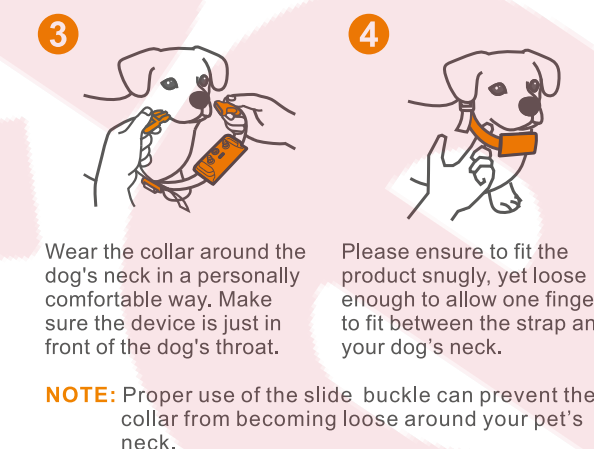 3
4
Wear the collar around the
dog's neck in a personally
comfortable way. Make
sure the device is just in
front of the dog's throat.
Please ensure to fit the
product snugly, yet loose
enough to allow one finge
to fit between the strap an
your dog's neck.
NOTE: Proper use of the slide buckle can prevent the
collar from becoming loose around your pet's
neck.